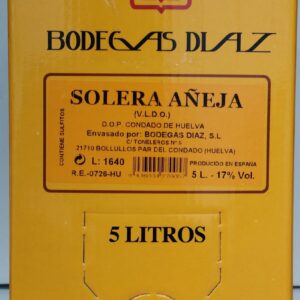 BODEGAS DIAZ
SOLERA AÑEJA
(V.L.D.O.)
D.O.P. CONDADO DE HUELVA
Envasado por: BODEGAS DIAZ, S.L
C/ TONELEROS Nº 5
21710 BOLLULLOS PAR DEL CONDADO (HUELVA)
CONTIENE SULFITOS
L: 1640
PRODUCIDO EN ESPAÑA
R.E.-0726-HU
5 L. - 17% Vol.
5 LITROS